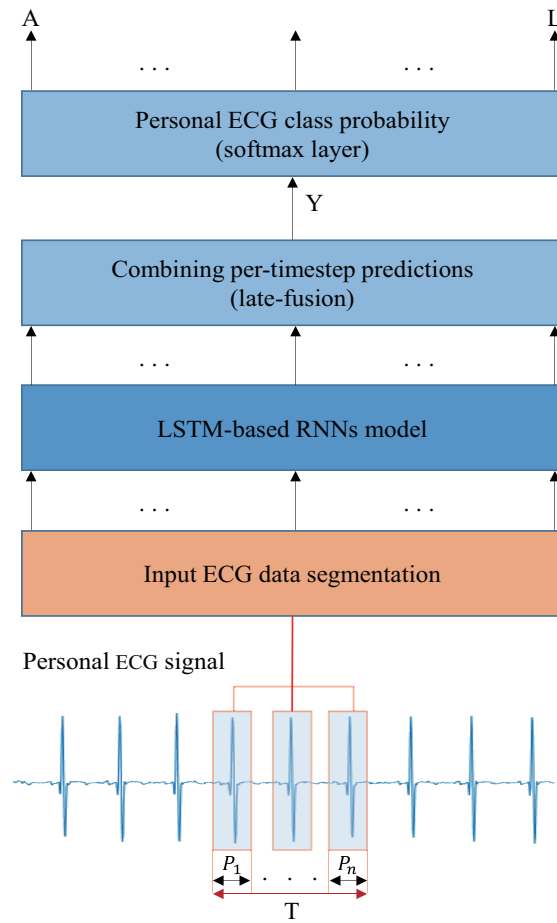 A L
. . . . . .
Personal ECG class probability
(softmax layer)
Y
Combining per-timestep predictions
(late-fusion)
. . . . . .
LSTM-based RNNs model
. . . . . .
Input ECG data segmentation
Personal ECG signal
P₁ . . . Pₙ
T